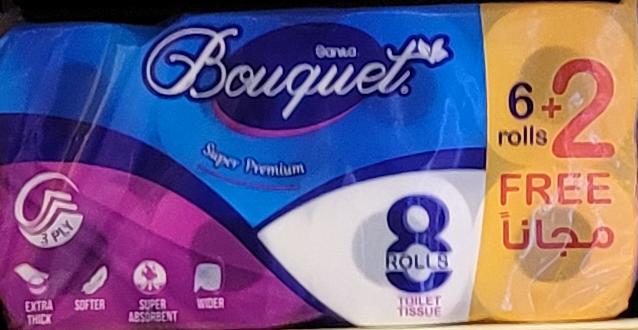 Sanita
Bouquet
Super Premium
3 PLY
EXTRA THICK
SOFTER
SUPER ABSORBENT
WIDER
8
ROLLS
TOILET
TISSUE
6 + 2
rolls
FREE
مجاناً